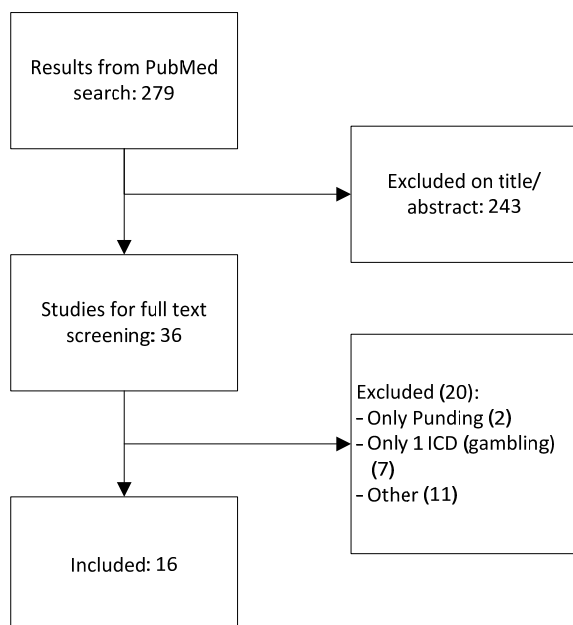 Results from PubMed
search: 279
Excluded on title/
abstract: 243
Studies for full text
screening: 36
Excluded (20):
- Only Punding (2)
- Only 1 ICD (gambling)
(7)
- Other (11)
Included: 16